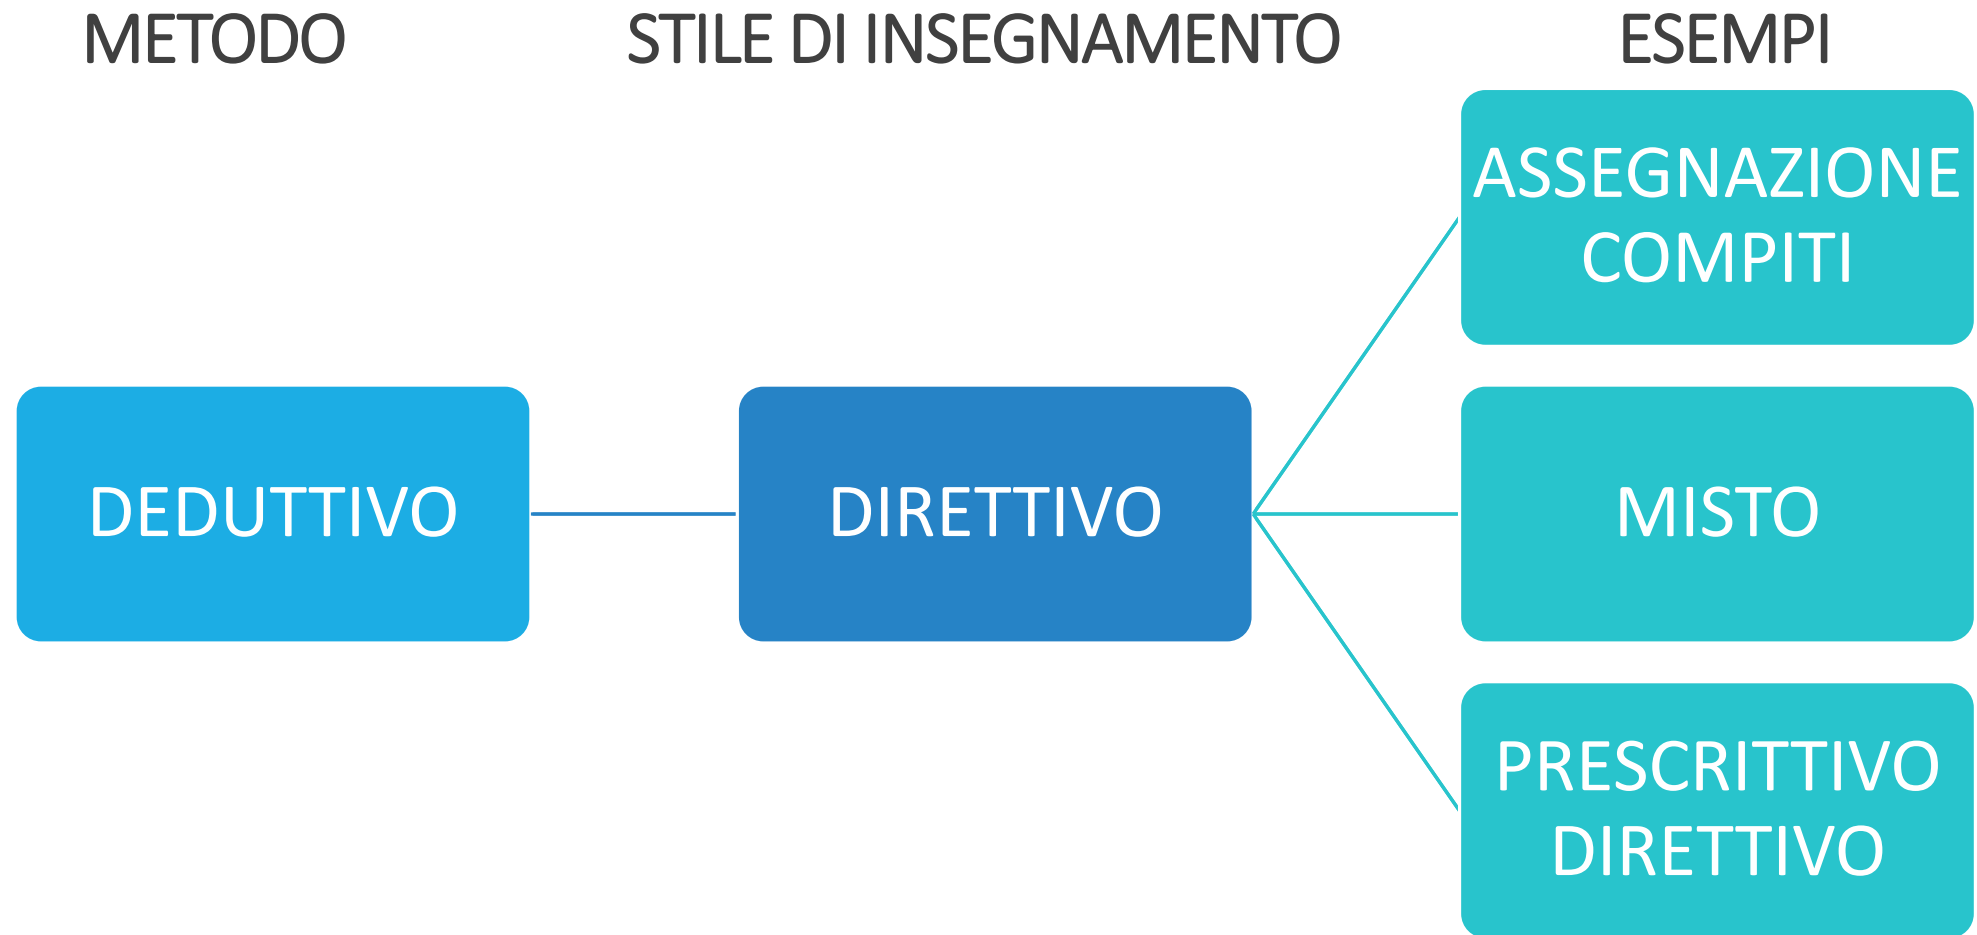 METODO
STILE DI INSEGNAMENTO
ESEMPI
DEDUTTIVO
DIRETTIVO
ASSEGNAZIONE
COMPITI
MISTO
PRESCRITTIVO
DIRETTIVO